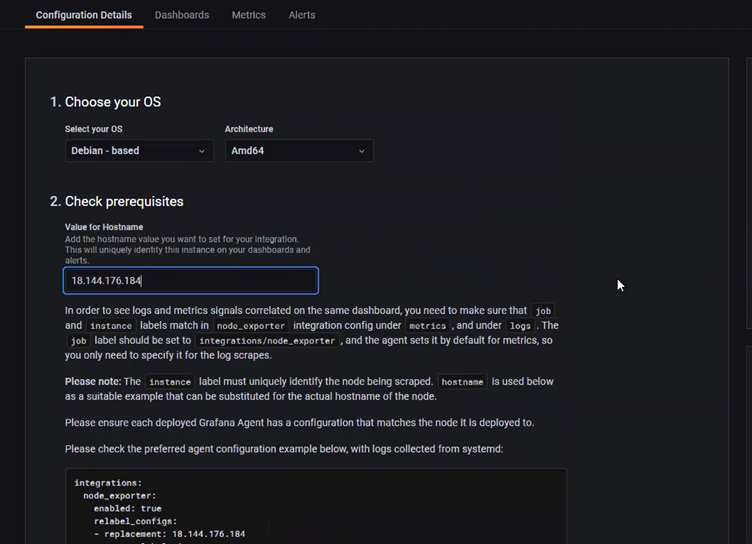 Configuration Details Dashboards Metrics Alerts
1. Choose your OS
Select your OS Architecture
Debian - based Amd64
2. Check prerequisites
Value for Hostname
Add the hostname value you want to set for your integration.
This will uniquely identify this instance on your dashboards and
alerts.
18.144.176.184
In order to see logs and metrics signals correlated on the same dashboard, you need to make sure that job
and instance labels match in node_exporter integration config under metrics , and under logs . The
job label should be set to integrations/node_exporter , and the agent sets it by default for metrics, so
you only need to specify it for the log scrapes.
Please note: The instance label must uniquely identify the node being scraped. hostname is used below
as a suitable example that can be substituted for the actual hostname of the node.
Please ensure each deployed Grafana Agent has a configuration that matches the node it is deployed to.
Please check the preferred agent configuration example below, with logs collected from systemd:
integrations:
node_exporter:
enabled: true
relabel_configs:
- replacement: 18.144.176.184